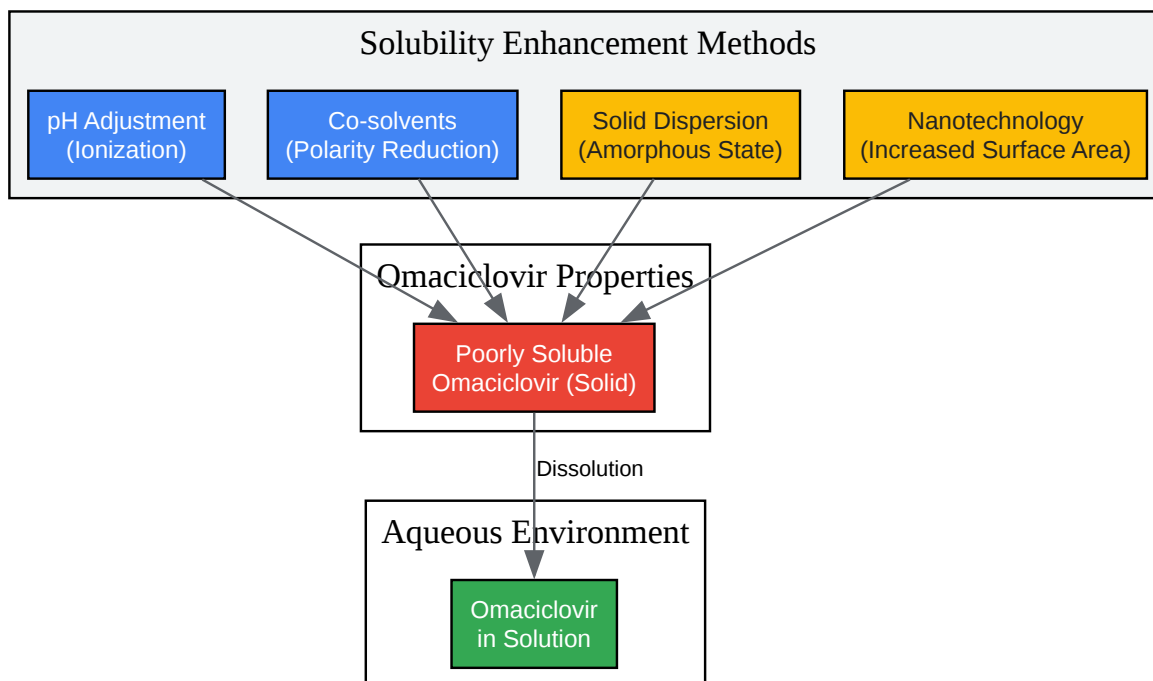 Solubility Enhancement Methods
pH Adjustment
(Ionization)
Co-solvents
(Polarity Reduction)
Solid Dispersion
(Amorphous State)
Nanotechnology
(Increased Surface Area)
Omaciclovir Properties
Poorly Soluble
Omaciclovir (Solid)
Dissolution
Aqueous Environment
Omaciclovir
in Solution